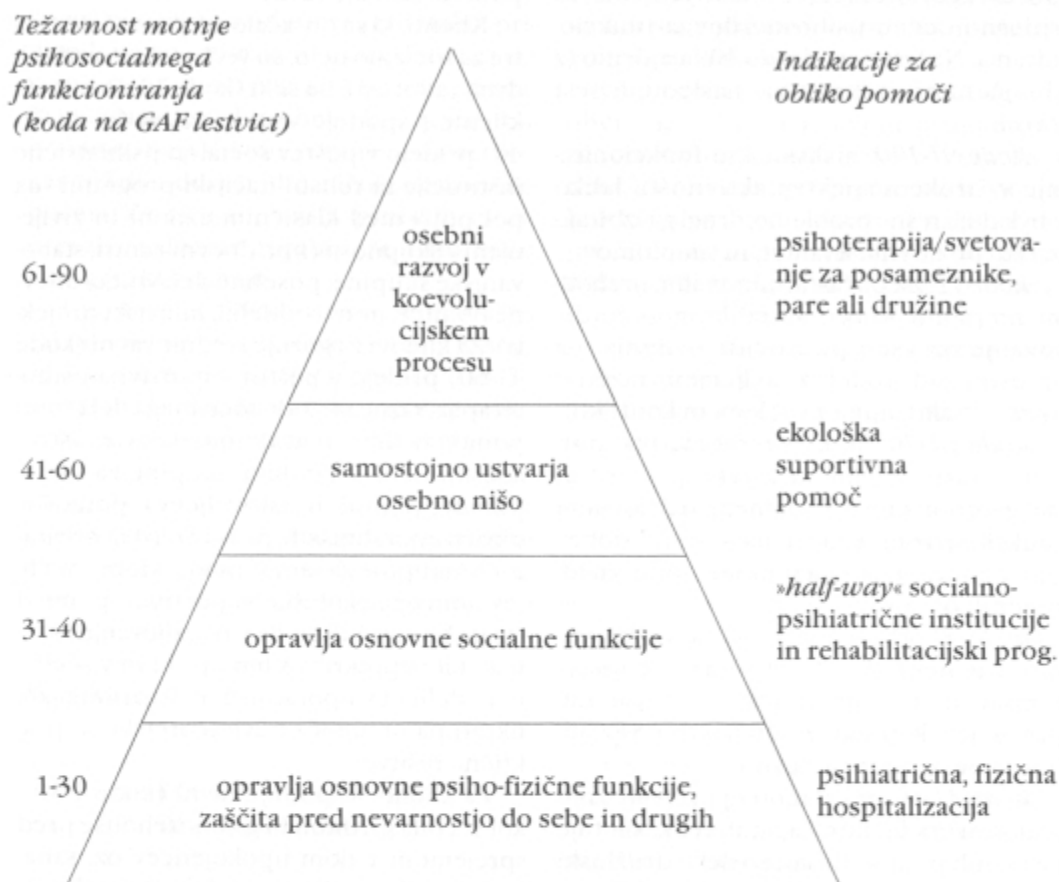 Težavnost motnje
psihosocialnega
funkcioniranja
(koda na GAF lestvici)
Indikacije za
obliko pomoči
61-90
osebni
razvoj v
koevolu-
cijskem
procesu
psihoterapija/svetova-
nje za posameznike,
pare ali družine
41-60
samostojno ustvarja
osebno nišo
ekološka
suportivna
pomoč
31-40
opravlja osnovne socialne funkcije
»half-way« socialno-
psihiatrične institucije
in rehabilitacijski prog.
1-30
opravlja osnovne psiho-fizične funkcije,
zaščita pred nevarnostjo do sebe in drugih
psihiatrična, fizična
hospitalizacija